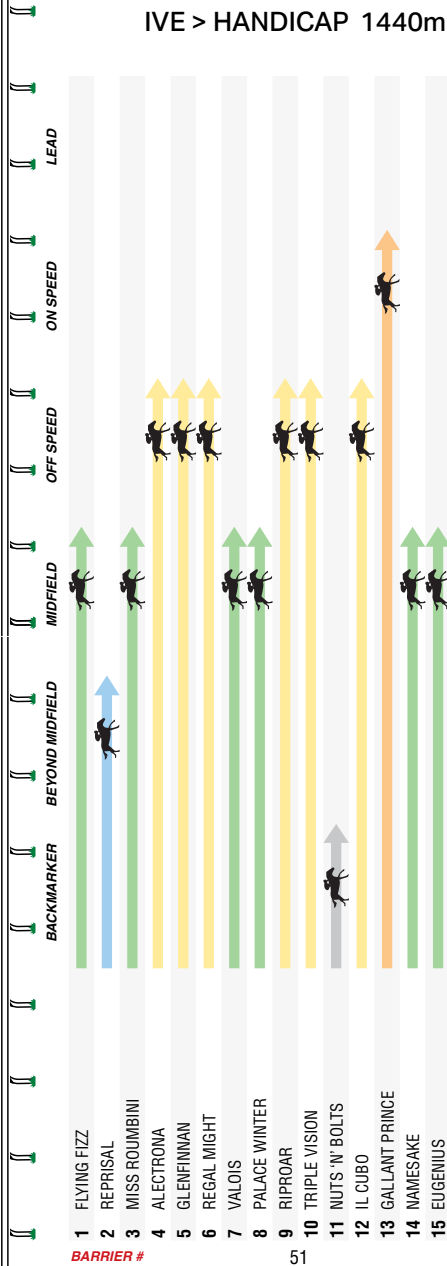 IVE > HANDICAP 1440m
LEAD
ON SPEED
OFF SPEED
MIDFIELD
BEYOND MIDFIELD
BACKMARKER
1 FLYING FIZZ
2 REPRISAL
3 MISS ROUMBINI
4 ALECTRONA
5 GLENFINNAN
6 REGAL MIGHT
7 VALOIS
8 PALACE WINTER
9 RIPROAR
10 TRIPLE VISION
11 NUTS ‘N’ BOLTS
12 IL CUBO
13 GALLANT PRINCE
14 NAMESAKE
15 EUGENIUS
BARRIER #
51